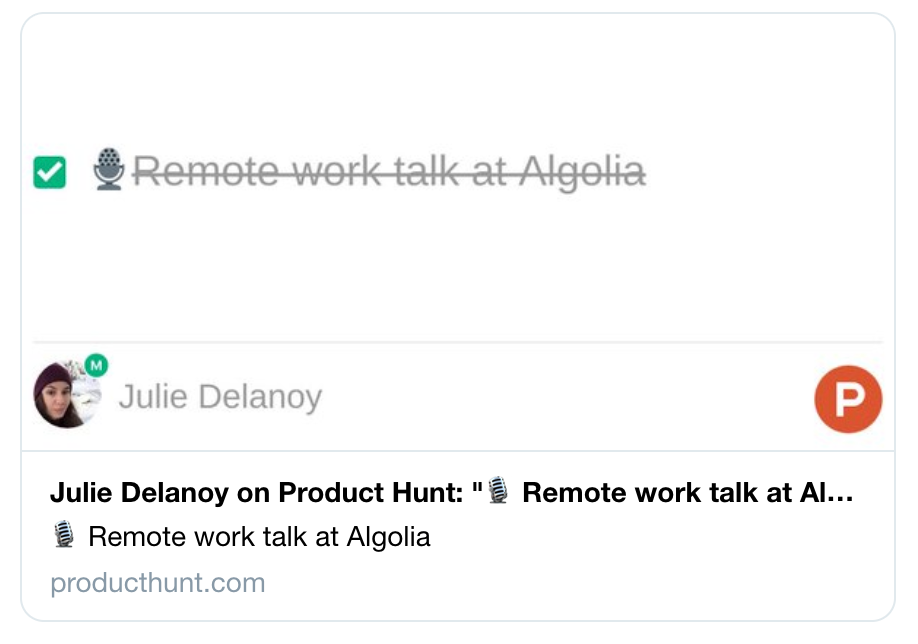 ✅ 🎙Remote work talk at Algolia
M
Julie Delanoy
P
Julie Delanoy on Product Hunt: "🎙 Remote work talk at Al...
🎙 Remote work talk at Algolia
producthunt.com